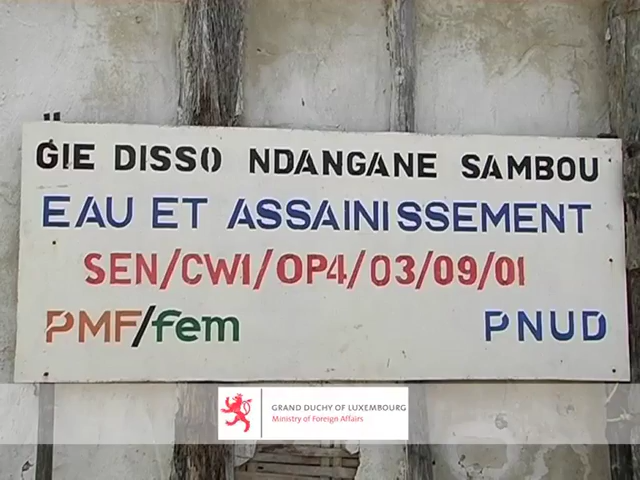 GIE DISSO NDANGANE SAMBOU
EAU ET ASSAINISSEMENT
SEN/CW1/OP4/03/09/01
PMF/fem PNUD
GRAND DUCHY OF LUXEMBOURG
Ministry of Foreign Affairs